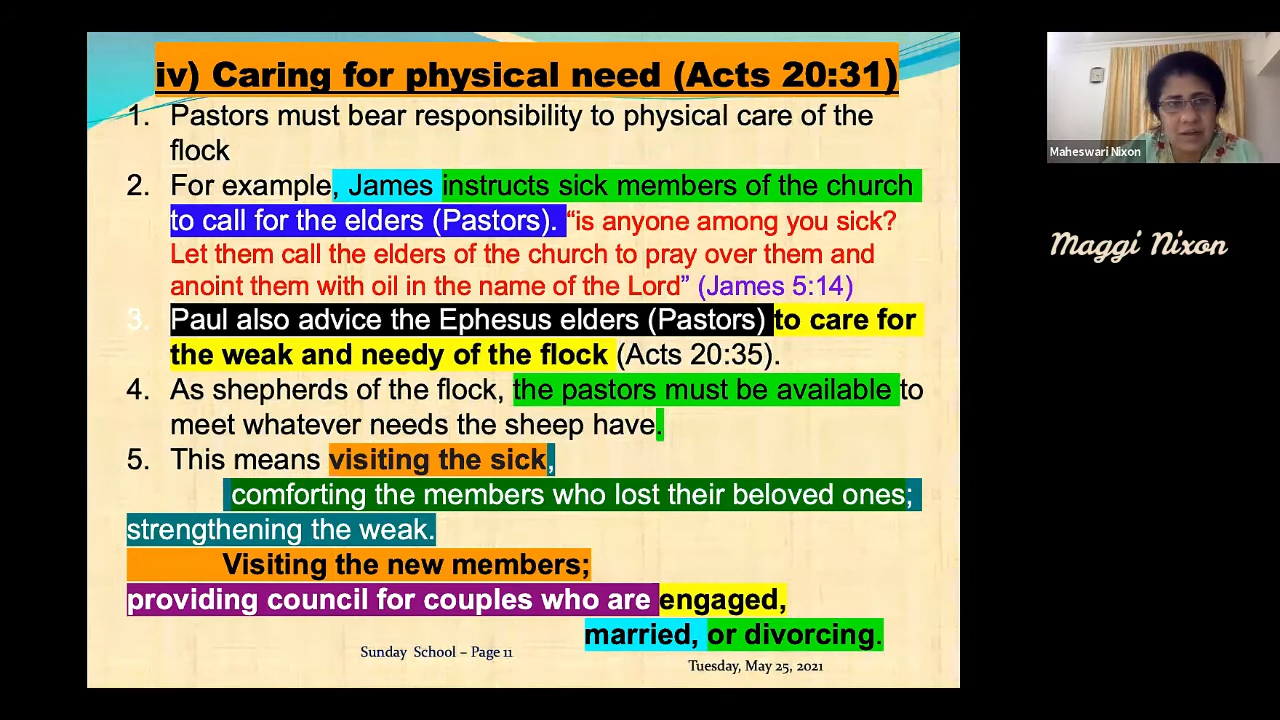 iv) Caring for physical need (Acts 20:31)
1. Pastors must bear responsibility to physical care of the
flock
2. For example, James instructs sick members of the church
to call for the elders (Pastors). “is anyone among you sick?
Let them call the elders of the church to pray over them and
anoint them with oil in the name of the Lord” (James 5:14)
3. Paul also advice the Ephesus elders (Pastors) to care for
the weak and needy of the flock (Acts 20:35).
4. As shepherds of the flock, the pastors must be available to
meet whatever needs the sheep have.
5. This means visiting the sick,
comforting the members who lost their beloved ones;
strengthening the weak.
Visiting the new members;
providing council for couples who are engaged,
married, or divorcing.
Sunday School – Page 11
Tuesday, May 25, 2021
Maheswari Nixon
Maggi Nixon